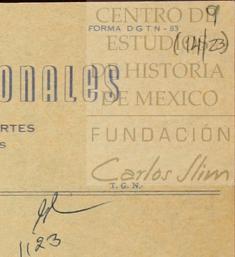 CENTRO DE
FORMA DGTN-83
9
ESTUDIOS
(14/23)
DE HISTORIA
ONALES
DE MEXICO
RTES
FUNDACIÓN
S
Carlos Slim
T. G. N.
1123